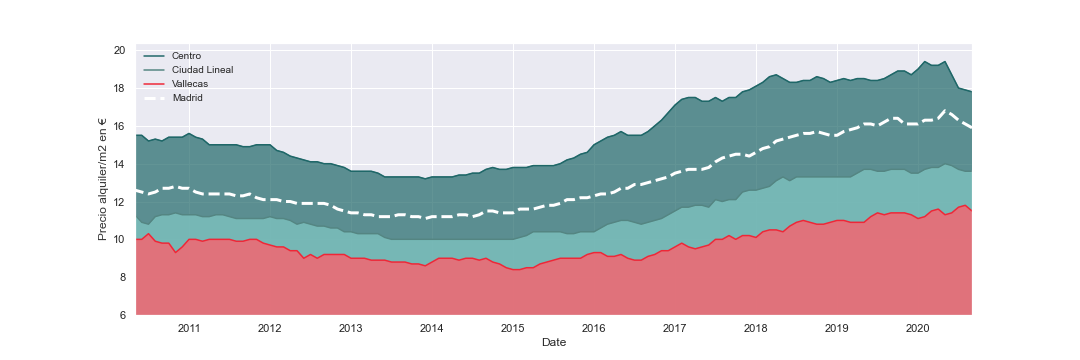 20
18
16
14
12
10
8
6
Precio alquiler/m2 en €
Centro
Ciudad Lineal
Vallecas
Madrid
2011 2012 2013 2014 2015 2016 2017 2018 2019 2020
Date